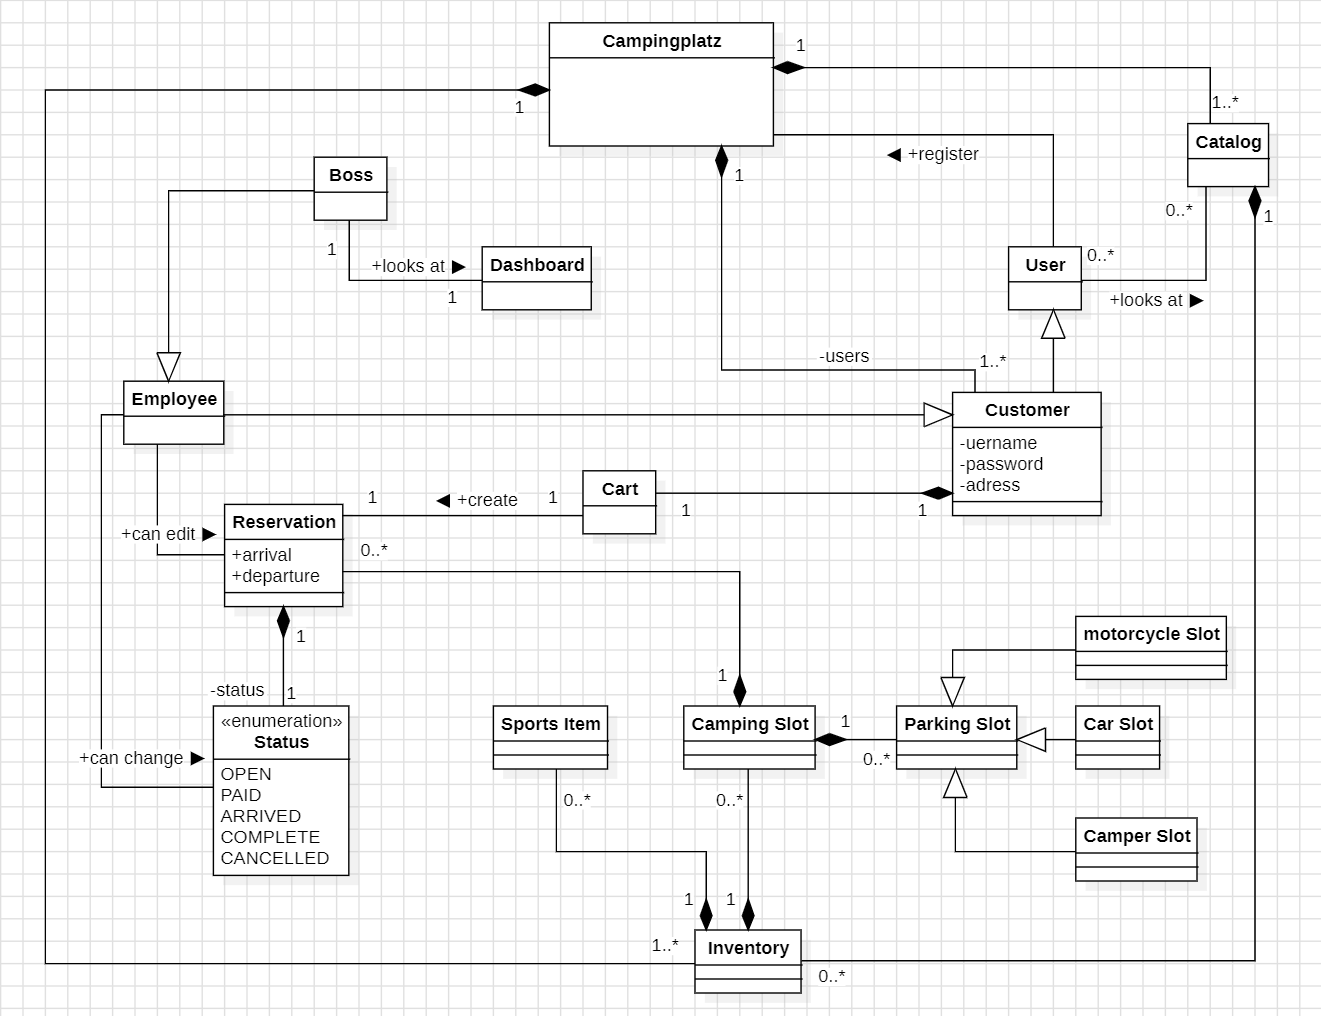 Campingplatz
1
1
1..*
Catalog
+register
Boss
1
0..*
1
1
User
0..*
+looks at
Dashboard
1
+looks at
-users
1..*
Employee
Customer
-uername
-password
-adress
Cart
1
+create
1
1
1
Reservation
+can edit
+arrival
+departure
0..*
1
motorcycle Slot
1
-status
1
«enumeration»
Status
OPEN
PAID
ARRIVED
COMPLETE
CANCELLED
+can change
Sports Item
Camping Slot
1
Parking Slot
Car Slot
0..*
0..*
0..*
Camper Slot
1
1
1..*
Inventory
0..*